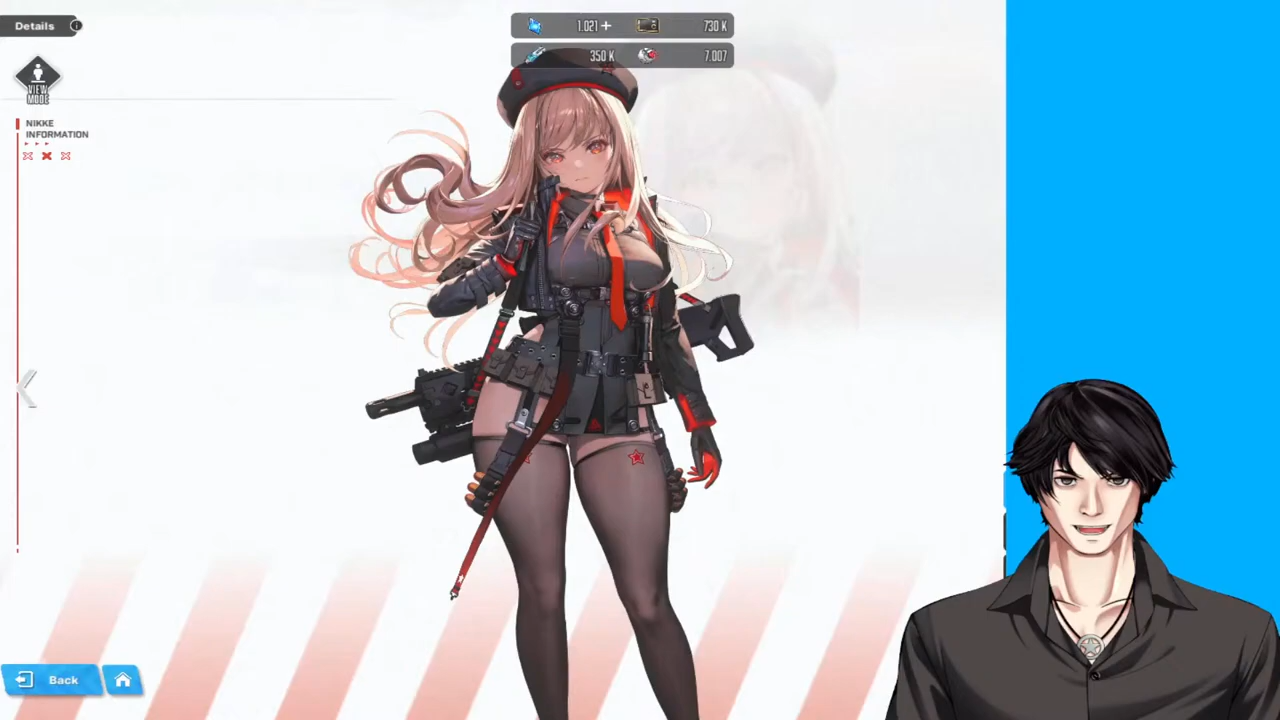 Details
1.021
730 K
350 K
7.007
VIEW
MODE
NIKKE
INFORMATION
Back